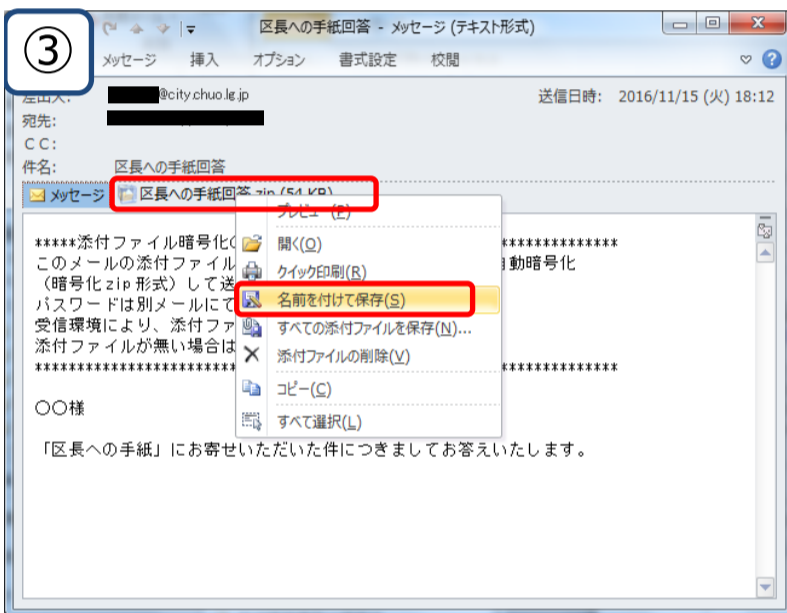 ③
区長への手紙回答 - メッセージ (テキスト形式)
メッセージ 挿入 オプション 書式設定 校閲
差出人: @city.chuo.lg.jp 送信日時: 2016/11/15 (火) 18:12
宛先:
CC:
件名: 区長への手紙回答
メッセージ 区長への手紙回答.zip (54 KB)
プレビュー(P)
開く(O)
クイック印刷(R)
名前を付けて保存(S)
すべての添付ファイルを保存(N)...
添付ファイルの削除(V)
コピー(C)
すべて選択(L)
*****添付ファイル暗号化 **************
このメールの添付ファイル 自動暗号化
(暗号化zip形式)して送
パスワードは別メールにて
受信環境により、添付ファ
添付ファイルが無い場合は
************************ **************
〇〇様
「区長への手紙」にお寄せいただいた件につきましてお答えいたします。